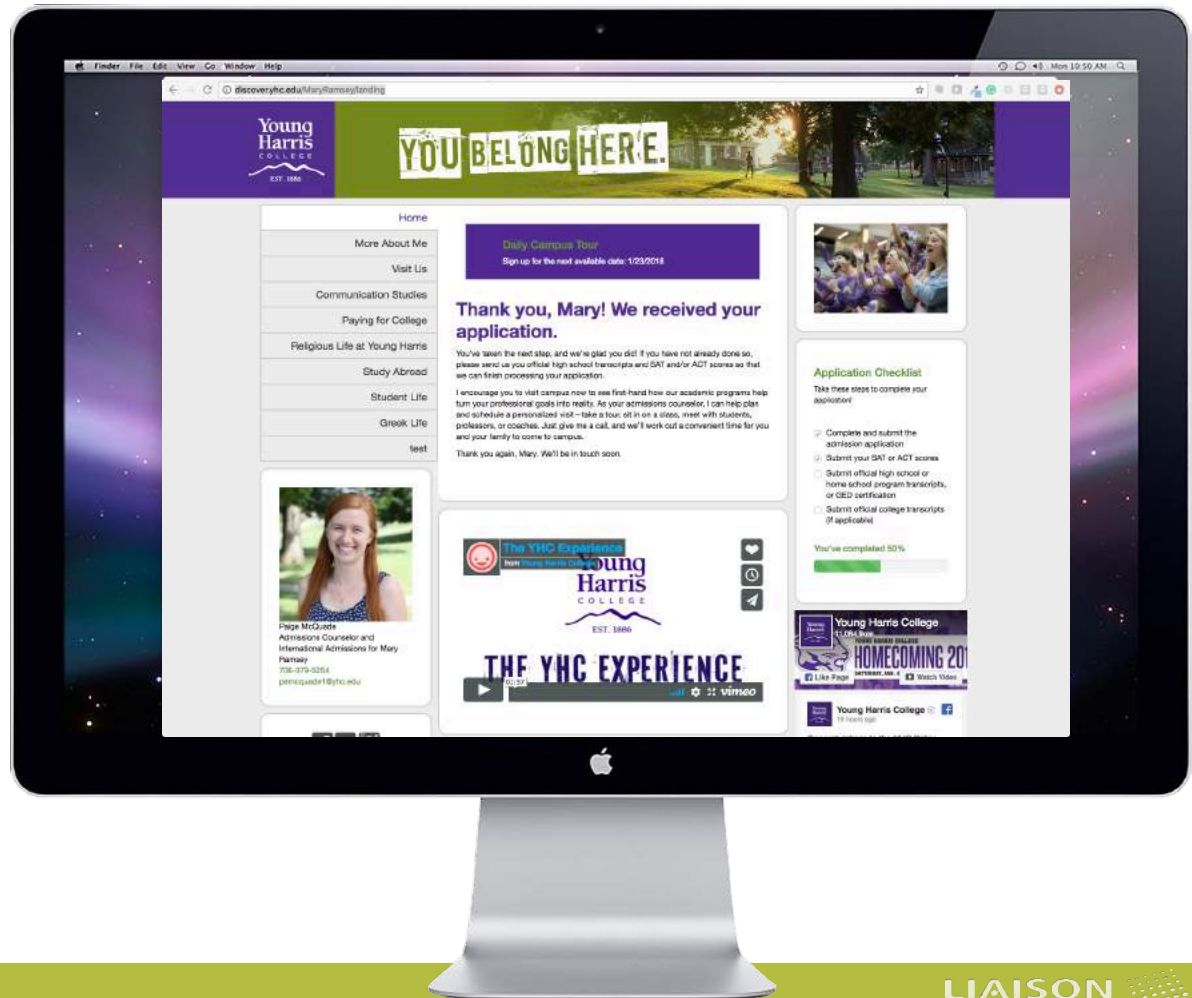 Finder File Edit View Go Window Help
Mon 10:50 AM
discoveryhc.edu/MaryRamsey/landing
Young
Harris
COLLEGE
EST. 1886
YOU BELONG HERE.
Home
More About Me
Visit Us
Communication Studies
Paying for College
Religious Life at Young Harris
Study Abroad
Student Life
Greek Life
test
Paige McQuade
Admissions Counselor and
International Admissions for Mary
Ramsey
706-379-5254
Daily Campus Tour
Sign up for the next available date: 1/23/2018
Thank you, Mary! We received your
application.
You've taken the next step, and we're glad you did! If you have not already done so,
please send us you official high school transcripts and SAT and/or ACT scores so that
we can finish processing your application.
I encourage you to visit campus now to see first-hand how our academic programs help
turn your professional goals into reality. As your admissions counselor, I can help plan
and schedule a personalized visit – take a tour, sit in on a class, meet with students,
professors, or coaches. Just give me a call, and we'll work out a convenient time for you
and your family to come to campus.
Thank you again, Mary. We'll be in touch soon.
The YHC Experience
from Young Harris College
Young
Harris
COLLEGE
EST. 1886
THE YHC EXPERIENCE
vimeo
Application Checklist
Take these steps to complete your
application!
Complete and submit the
admission application
Submit your SAT or ACT scores
Submit official high school or
home school program transcripts,
or GED certification
Submit official college transcripts
(if applicable)
You've completed 50%
Young Harris College
YOUNG HARRIS COLLEGE
HOMECOMING 201
Like Page
Watch Video
Young Harris College
19 hours ago
LIAISON